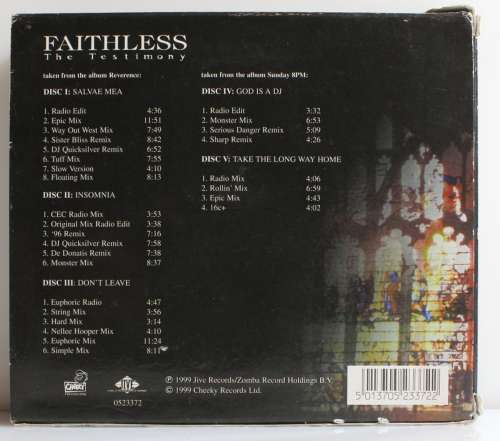 FAITHLESS
The Testimony
taken from the album Reverence:
DISC I: SALVAE MEA
1. Radio Edit 4:36
2. Epic Mix 11:51
3. Way Out West Mix 7:49
4. Sister Bliss Remix 8:42
5. DJ Quicksilver Remix 6:52
6. Tuff Mix 7:55
7. Slow Version 4:10
8. Floating Mix 8:13
DISC II: INSOMNIA
1. CEC Radio Mix 3:53
2. Original Mix Radio Edit 3:38
3. '96 Remix 7:16
4. DJ Quicksilver Remix 7:58
5. De Donatis Remix 7:38
6. Monster Mix 8:37
DISC III: DON'T LEAVE
1. Euphoric Radio 4:47
2. String Mix 3:56
3. Hard Mix 3:14
4. Nellee Hooper Mix 4:10
5. Euphoric Mix 11:24
6. Simple Mix 8:11
taken from the album Sunday 8PM:
DISC IV: GOD IS A DJ
1. Radio Edit 3:32
2. Monster Mix 6:53
3. Serious Danger Remix 5:09
4. Sharp Remix 4:26
DISC V: TAKE THE LONG WAY HOME
1. Radio Mix 4:06
2. Rollin' Mix 6:59
3. Epic Mix 4:43
4. 16c+ 4:02
Cheeky
JIVE
0523372
℗ 1999 Jive Records/Zomba Record Holdings B.V.
© 1999 Cheeky Records Ltd.
5 013705 233722